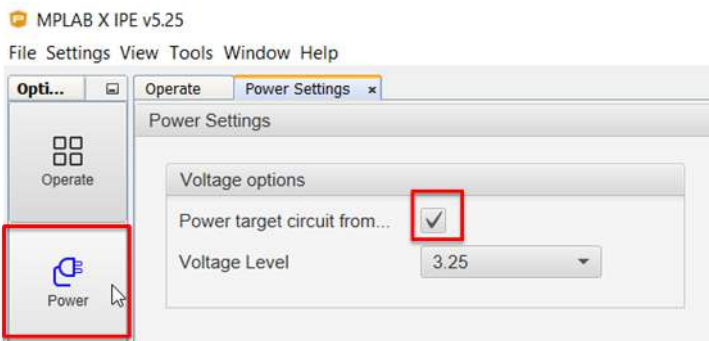 MPLAB X IPE v5.25
File Settings View Tools Window Help
Opti...
Operate
Power Settings ×
Power Settings
Operate
Voltage options
Power target circuit from...
Voltage Level 3.25
Power